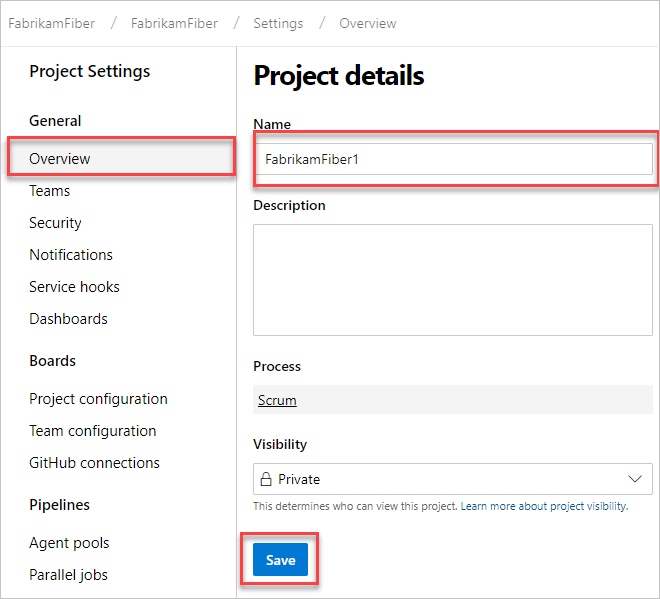 FabrikamFiber / FabrikamFiber / Settings / Overview
Project Settings
General
Overview
Teams
Security
Notifications
Service hooks
Dashboards
Boards
Project configuration
Team configuration
GitHub connections
Pipelines
Agent pools
Parallel jobs
Project details
Name
FabrikamFiber1
Description
Process
Scrum
Visibility
Private
This determines who can view this project. Learn more about project visibility.
Save